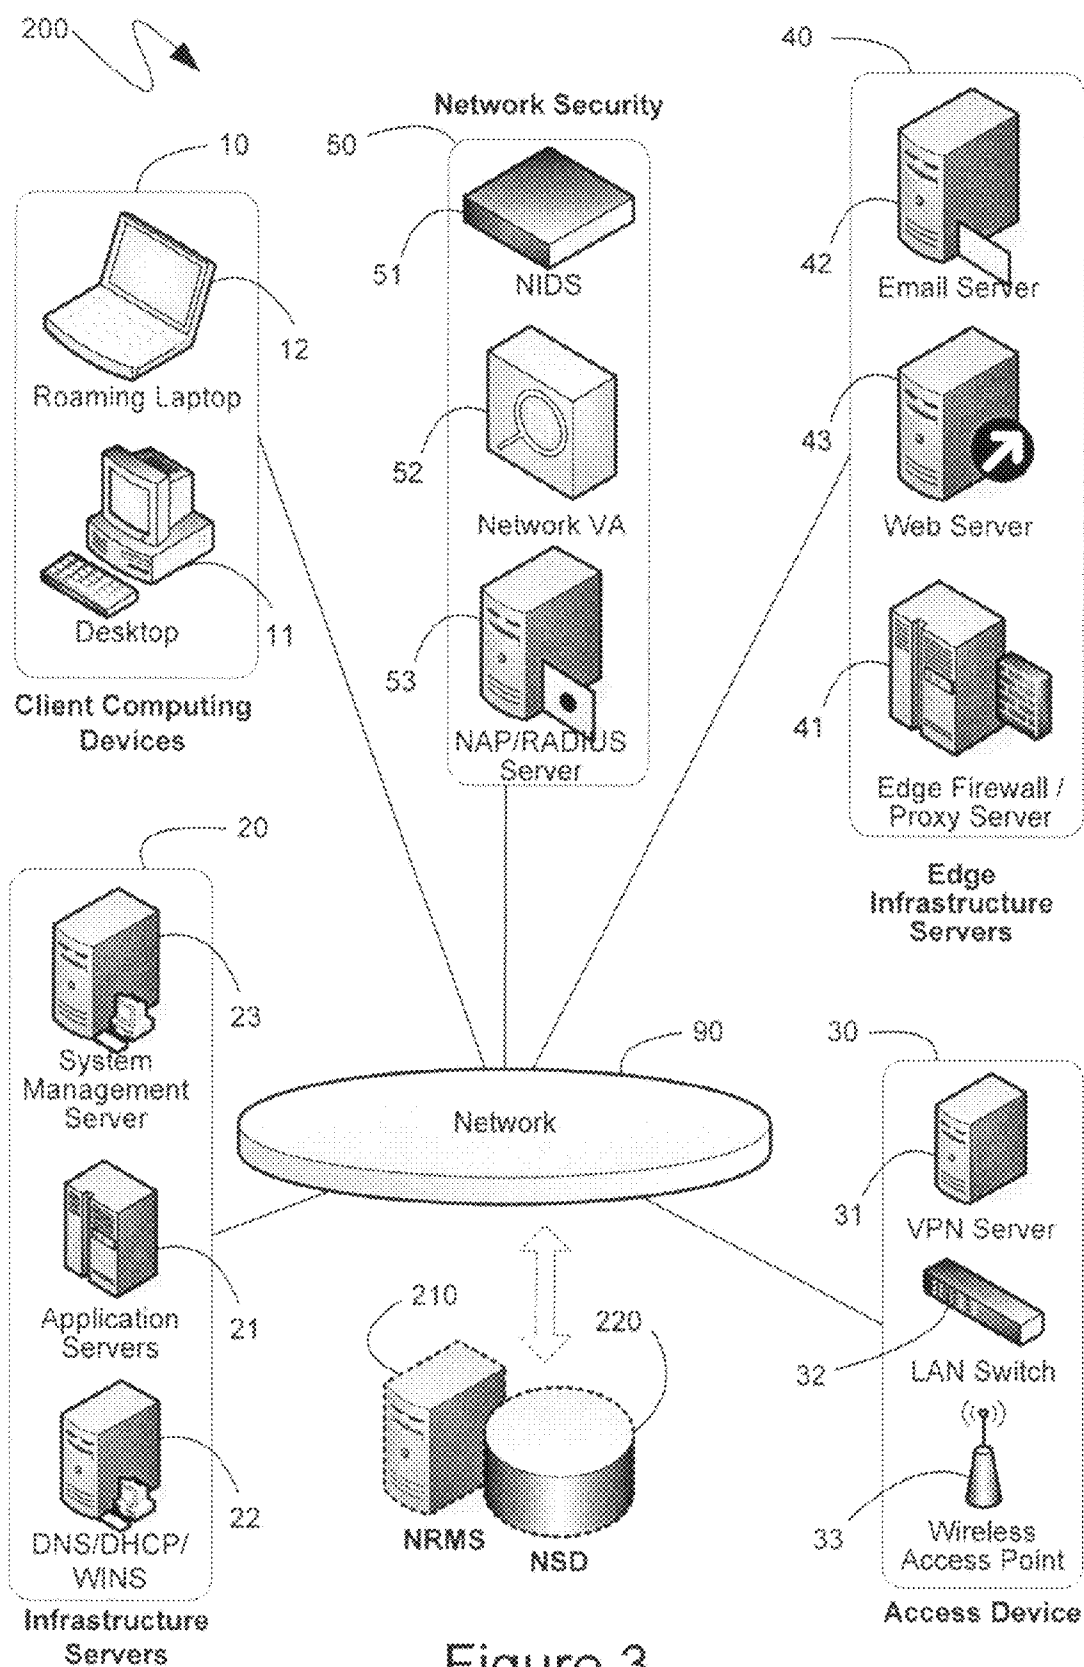 200
40
Network Security
10
50
42
Email Server
51
NIDS
12
Roaming Laptop
43
Web Server
52
Network VA
11
Desktop
53
NAP/RADIUS
Server
41
Edge Firewall /
Proxy Server
Client Computing
Devices
Edge
Infrastructure
Servers
20
23
System
Management
Server
90
Network
30
31
VPN Server
21
Application
Servers
210
220
32
LAN Switch
22
DNS/DHCP/
WINS
NRMS
NSD
33
Wireless
Access Point
Infrastructure
Servers
Access Device
Figure 3